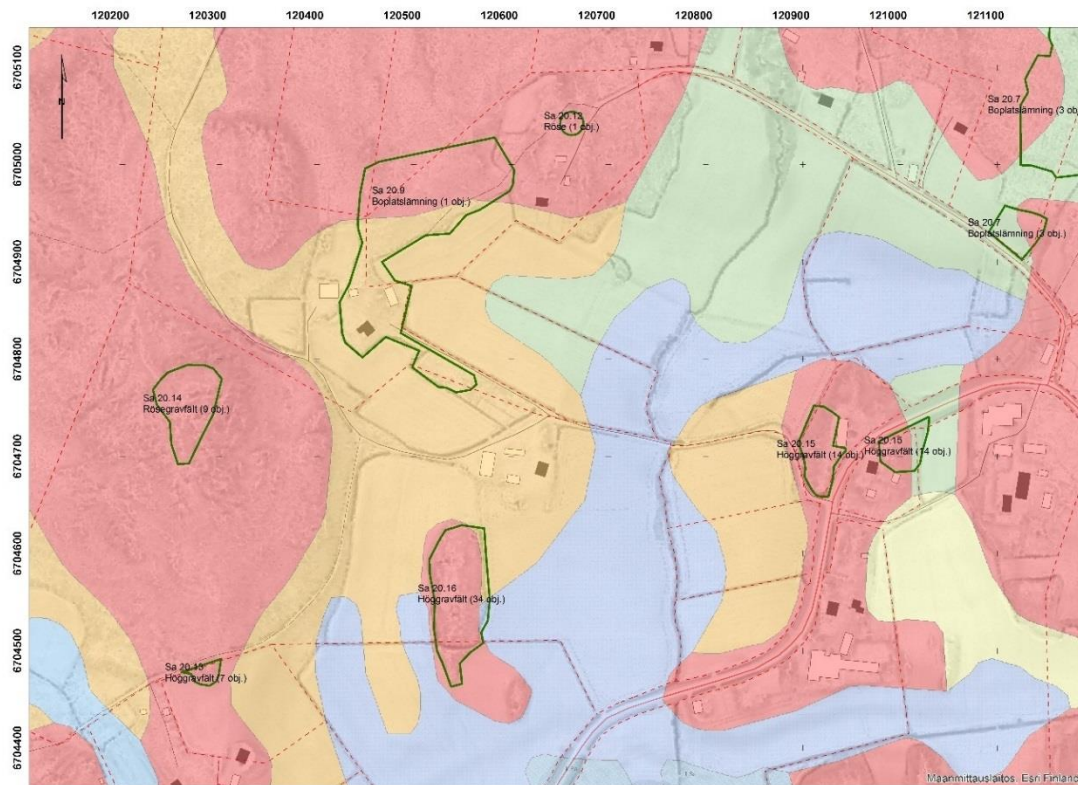 120200 120300 120400 120500 120600 120700 120800 120900 121000 121100
6705100
N
Sa 20.7
Boplatslämning (3 obj.)
Sa 20.12
Röse (1 obj.)
6705000
Sa 20.9
Boplatslämning (1 obj.)
Sa 20.7
Boplatslämning (3 obj.)
6704900
6704800
Sa 20.14
Rösegravfält (9 obj.)
6704700
Sa 20.15
Höggravfält (14 obj.)
Sa 20.15
Höggravfält (14 obj.)
6704600
Sa 20.16
Höggravfält (34 obj.)
6704500
Sa 20.13
Höggravfält (7 obj.)
6704400
Maanmittauslaitos, Esri Finland